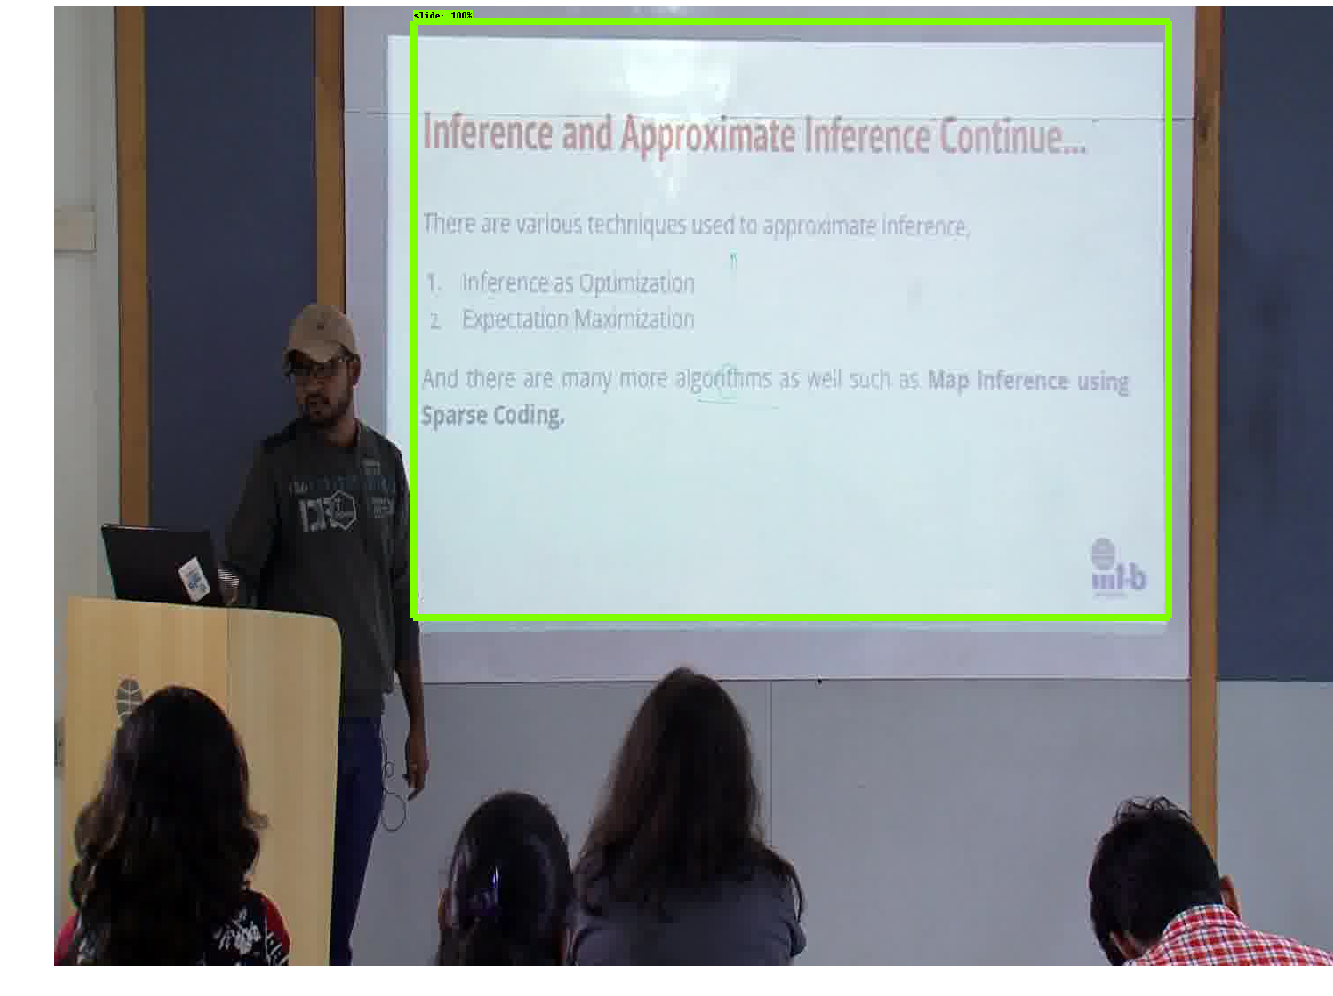 slide: 100%
Inference and Approximate Inference Continue...
There are various techniques used to approximate inference,
1. Inference as Optimization
2. Expectation Maximization
And there are many more algorithms as well such as Map Inference using
Sparse Coding,